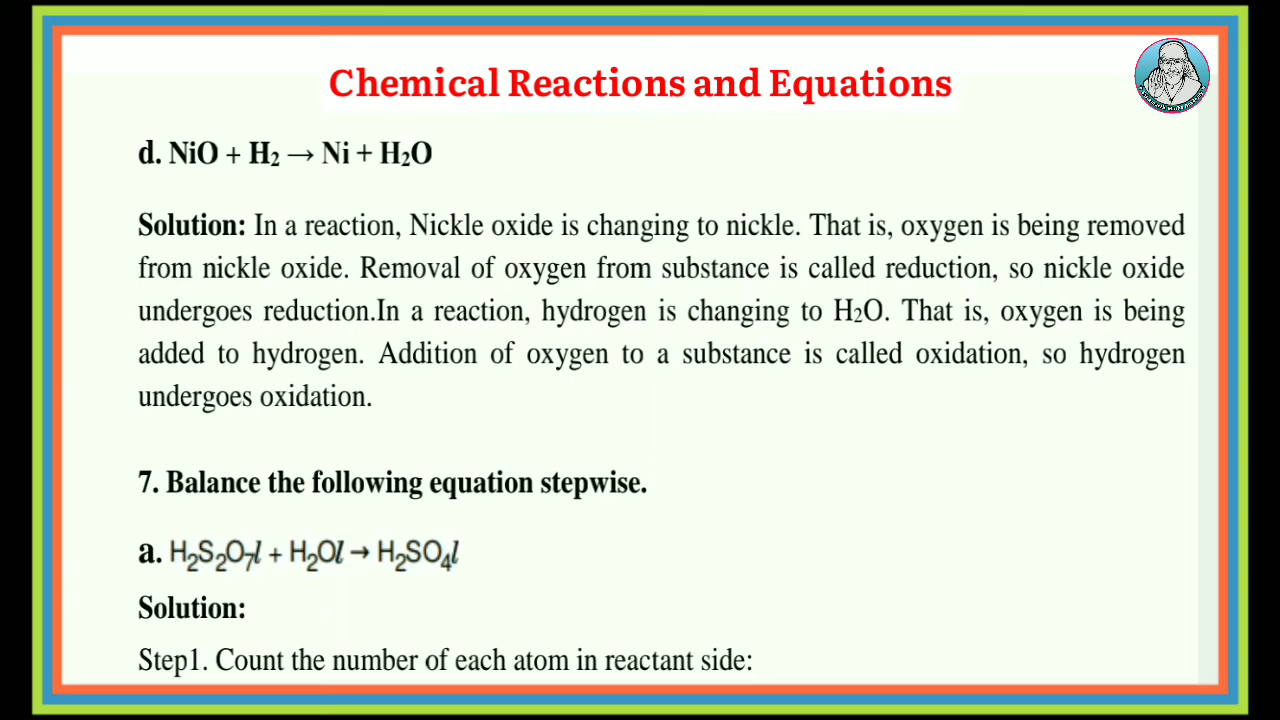 Chemical Reactions and Equations
d. NiO + H₂ → Ni + H₂O
Solution: In a reaction, Nickle oxide is changing to nickle. That is, oxygen is being removed
from nickle oxide. Removal of oxygen from substance is called reduction, so nickle oxide
undergoes reduction.In a reaction, hydrogen is changing to H₂O. That is, oxygen is being
added to hydrogen. Addition of oxygen to a substance is called oxidation, so hydrogen
undergoes oxidation.
7. Balance the following equation stepwise.
a. H₂S₂O₇l + H₂Ol → H₂SO₄l
Solution:
Step1. Count the number of each atom in reactant side: